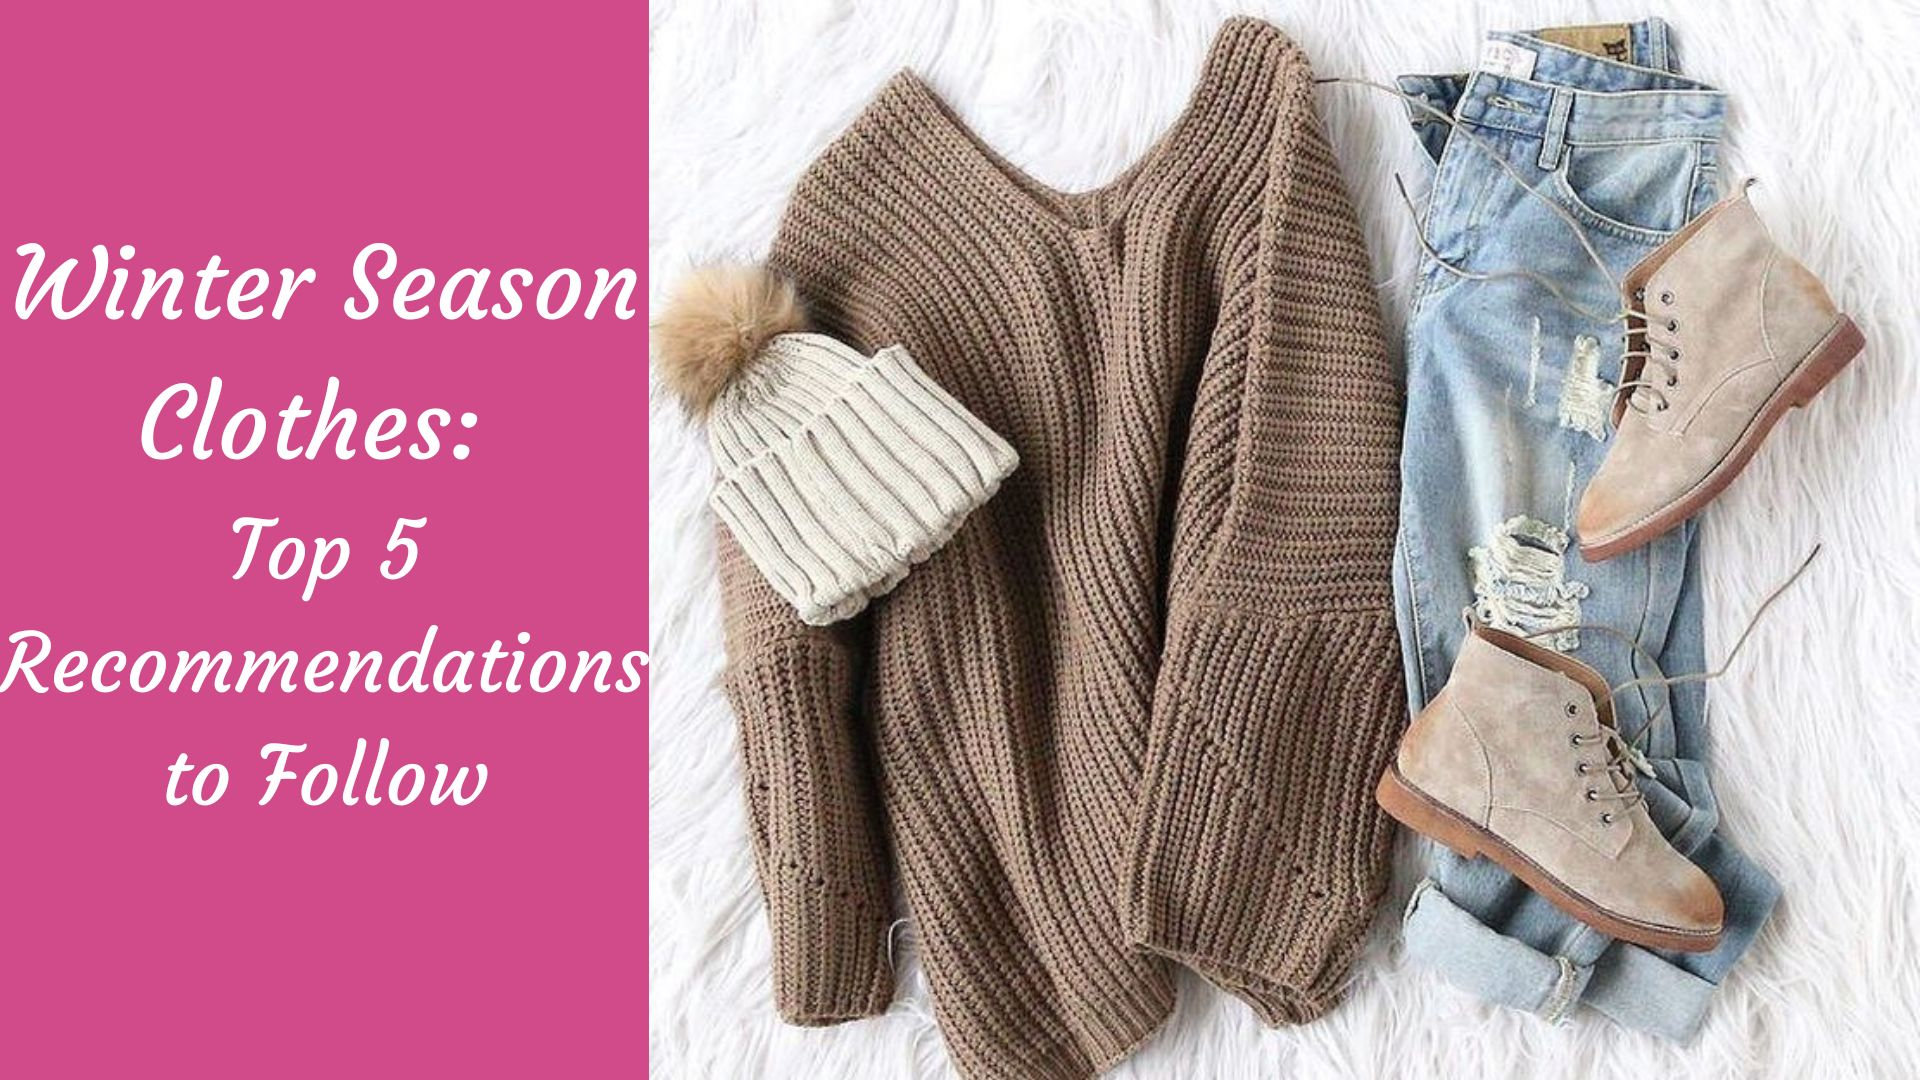 Winter Season
Clothes:
Top 5
Recommendations
to Follow